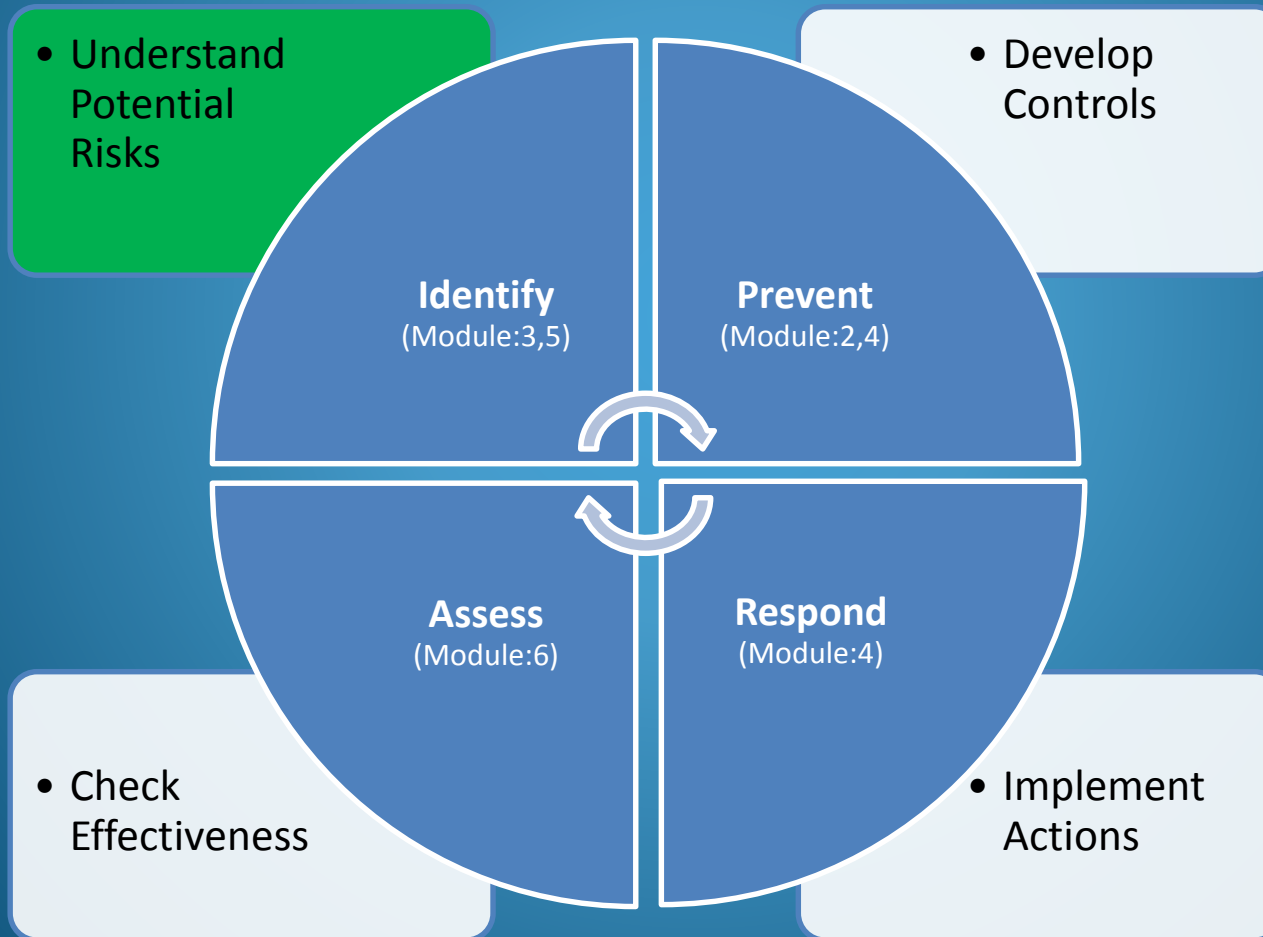 • Understand
Potential
Risks
• Develop
Controls
Identify
(Module:3,5)
Prevent
(Module:2,4)
Assess
(Module:6)
Respond
(Module:4)
• Check
Effectiveness
• Implement
Actions